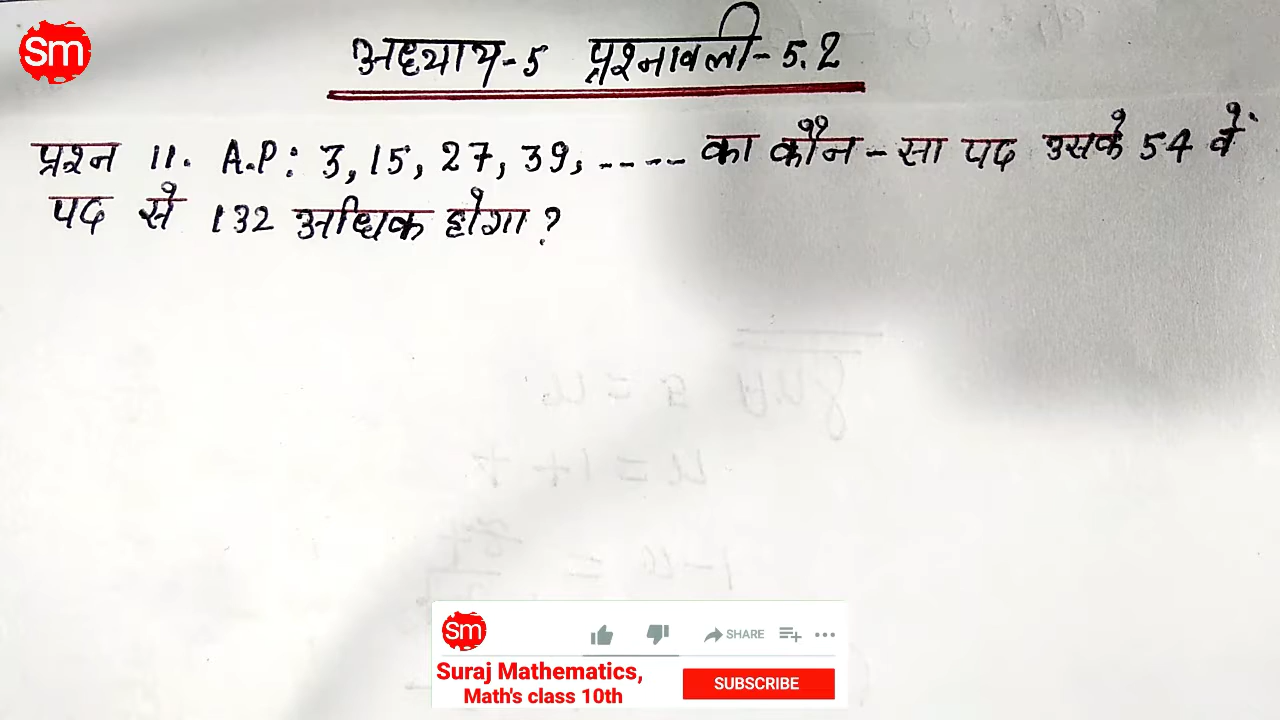 Sm
अध्याय-5 प्रश्नावली-5.2
प्रश्न 11. A.P: 3, 15, 27, 39, ---- का कौन-सा पद उसके 54 वें
पद से 132 अधिक होगा?
Sm
SHARE
Suraj Mathematics,
Math's class 10th
SUBSCRIBE